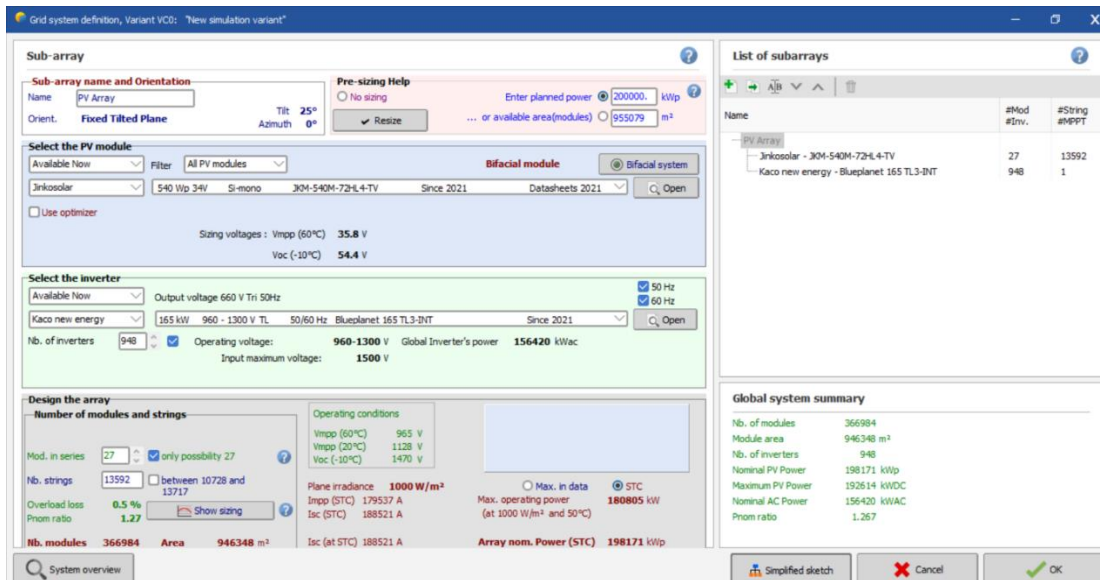 Grid system definition, Variant VC0: "New simulation variant"
Sub-array
Sub-array name and Orientation
Name PV Array
Orient. Fixed Tilted Plane
Tilt 25°
Azimuth 0°
Pre-sizing Help
No sizing
Enter planned power 200000. kWp
Resize
... or available area(modules) 955079 m²
Select the PV module
Available Now Filter All PV modules
Bifacial module
Bifacial system
Jinkosolar 540 Wp 34V Si-mono JKM-540M-72HL4-TV Since 2021 Datasheets 2021 Open
Use optimizer
Sizing voltages : Vmpp (60°C) 35.8 V
Voc (-10°C) 54.4 V
Select the inverter
Available Now Output voltage 660 V Tri 50Hz
50 Hz
60 Hz
Kaco new energy 165 kW 960 - 1300 V TL 50/60 Hz Blueplanet 165 TL3-INT Since 2021 Open
Nb. of inverters 948 Operating voltage: 960-1300 V Global Inverter's power 156420 kWac
Input maximum voltage: 1500 V
Design the array
Number of modules and strings
Mod. in series 27 only possibility 27
Nb. strings 13592 between 10728 and
13717
Overload loss 0.5 %
Pnom ratio 1.27
Show sizing
Nb. modules 366984 Area 946348 m²
Operating conditions
Vmpp (60°C) 965 V
Vmpp (20°C) 1128 V
Voc (-10°C) 1470 V
Plane irradiance 1000 W/m²
Impp (STC) 179537 A
Isc (STC) 188521 A
Isc (at STC) 188521 A
Max. in data STC
Max. operating power 180805 kW
(at 1000 W/m² and 50°C)
Array nom. Power (STC) 198171 kWp
List of subarrays
Name #Mod #String
#Inv. #MPPT
PV Array
Jinkosolar - JKM-540M-72HL4-TV 27 13592
Kaco new energy - Blueplanet 165 TL3-INT 948 1
Global system summary
Nb. of modules 366984
Module area 946348 m²
Nb. of inverters 948
Nominal PV Power 198171 kWp
Maximum PV Power 192614 kWDC
Nominal AC Power 156420 kWAC
Pnom ratio 1.267
System overview
Simplified sketch
Cancel
OK